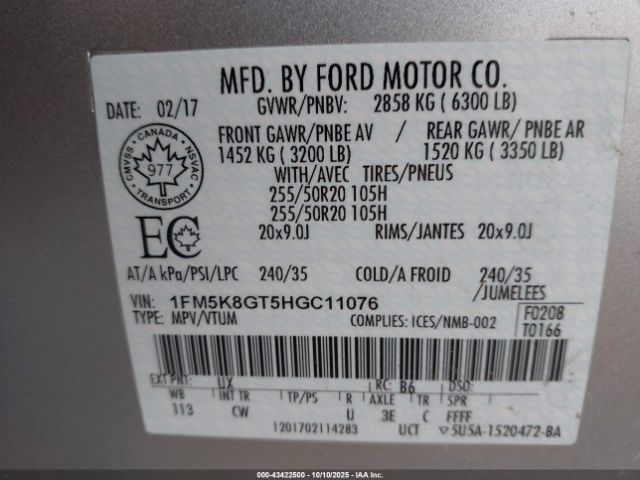 MFD. BY FORD MOTOR CO.
DATE: 02/17 GVWR/PNBV: 2858 KG ( 6300 LB)
FRONT GAWR/PNBE AV / REAR GAWR/ PNBE AR
1452 KG ( 3200 LB) 1520 KG ( 3350 LB)
WITH/AVEC TIRES/PNEUS
255/50R20 105H
255/50R20 105H
20x9.0J RIMS/JANTES 20x9.0J
CANADA
CMVSS NSVAC
977
TRANSPORT
EC
AT/A kPa/PSI/LPC 240/35 COLD/A FROID 240/35
/JUMELEES
VIN: 1FM5K8GT5HGC11076
TYPE: MPV/VTUM COMPLIES: ICES/NMB-002
F0208
T0166
EXT PNT: UX RC: B6 DSO:
WB INT TR TP/PS R AXLE TR SPR
113 CW U 3E C FFFF
1201702114283 UCT ▽5U5A-1520472-BA
000-43422500 - 10/10/2025 - IAAHQ